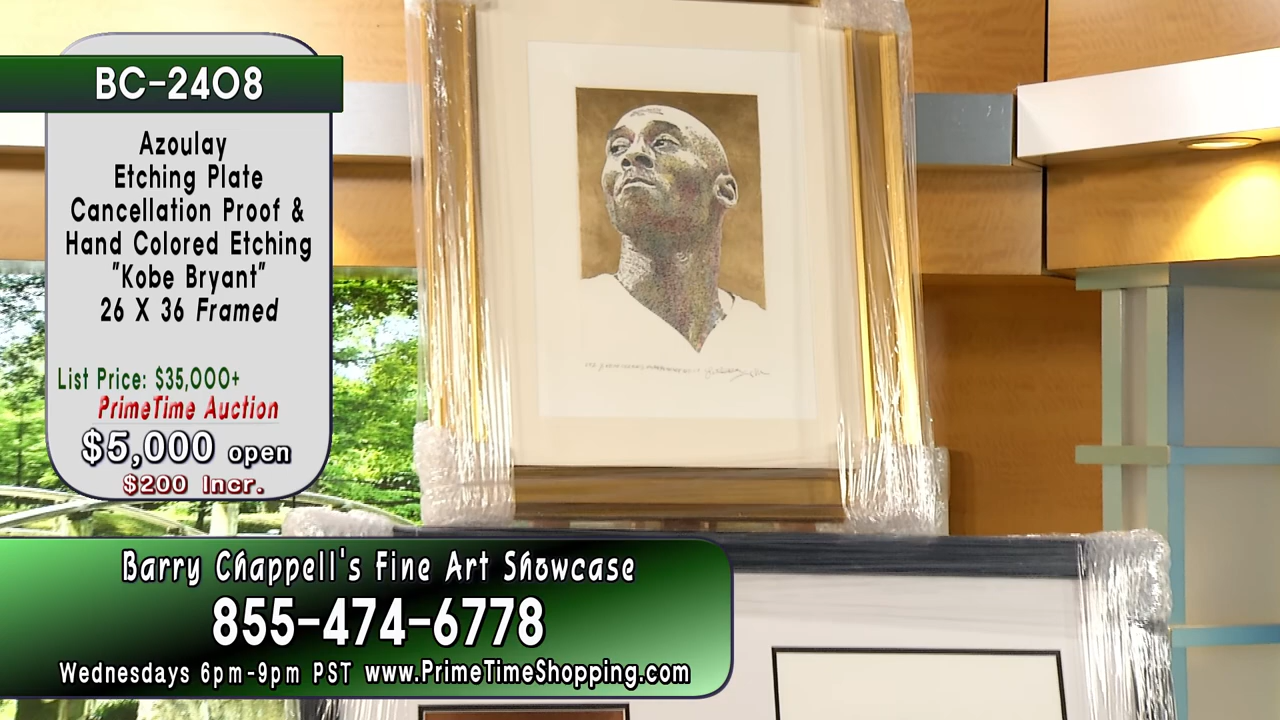 BC-2408
Azoulay
Etching Plate
Cancellation Proof &
Hand Colored Etching
"Kobe Bryant"
26 X 36 Framed
List Price: $35,000+
PrimeTime Auction
$5,000 open
$200 Incr.
Barry Chappell's Fine Art Showcase
855-474-6778
Wednesdays 6pm-9pm PST www.PrimeTimeShopping.com